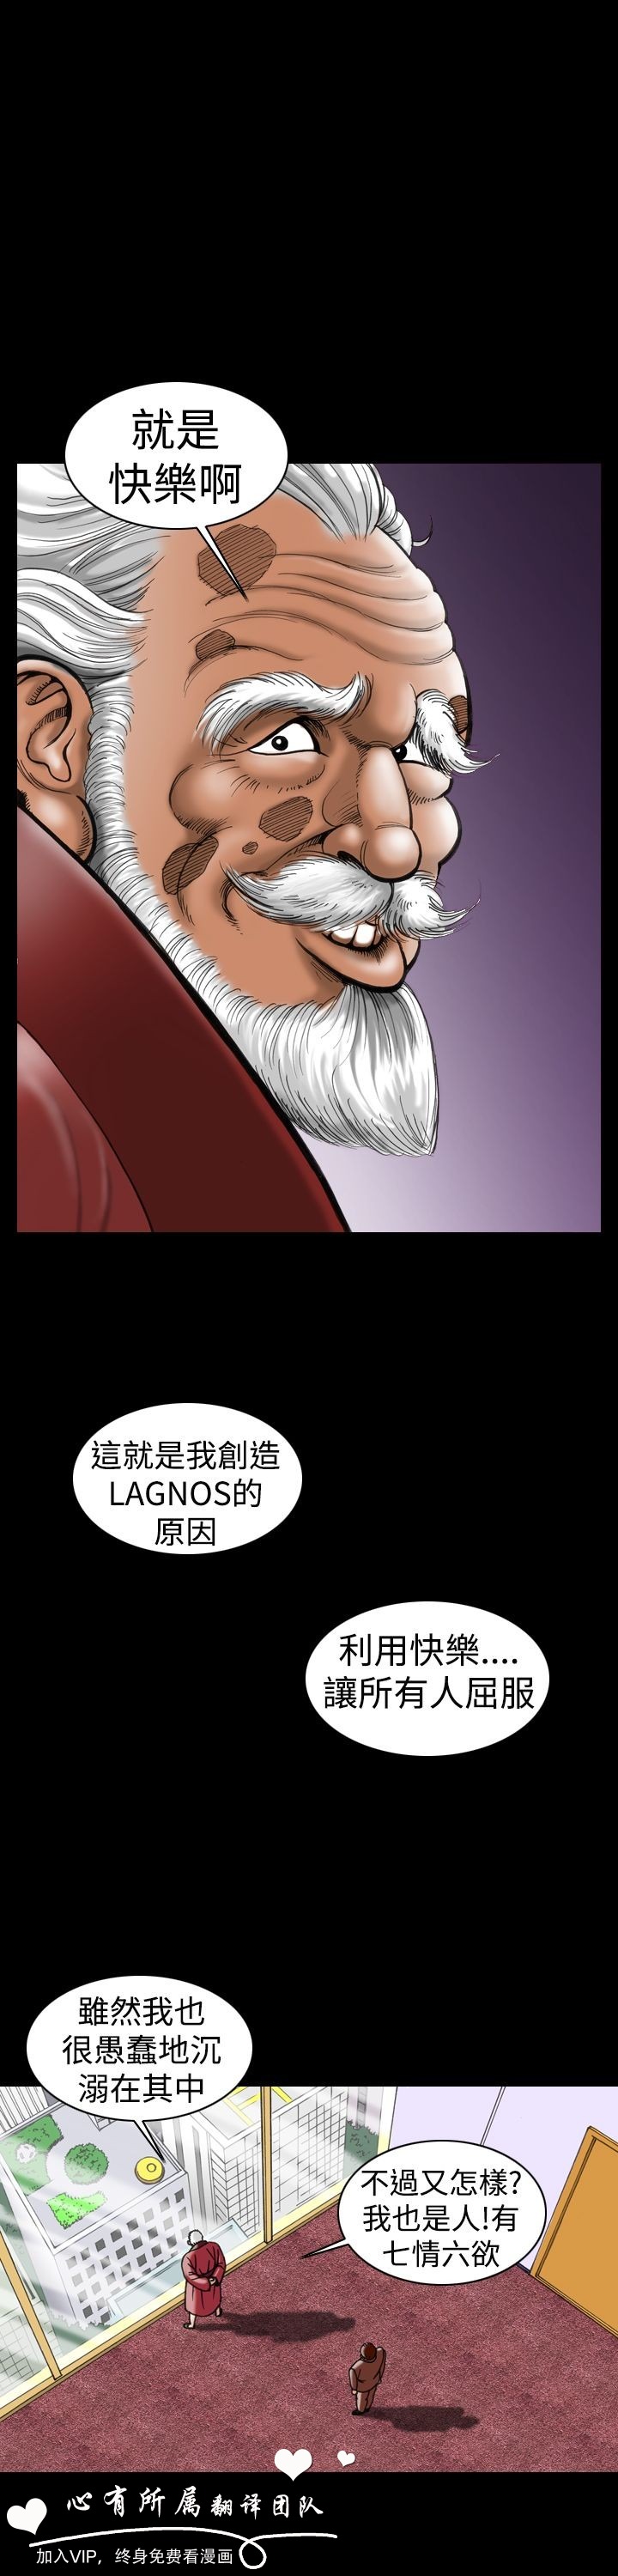 就是
快樂啊
這就是我創造
LAGNOS的
原因
利用快樂....
讓所有人屈服
雖然我也
很愚蠢地沉
溺在其中
不過又怎樣?
我也是人!有
七情六欲
心有所属翻译团队
加入VIP，终身免费看漫画